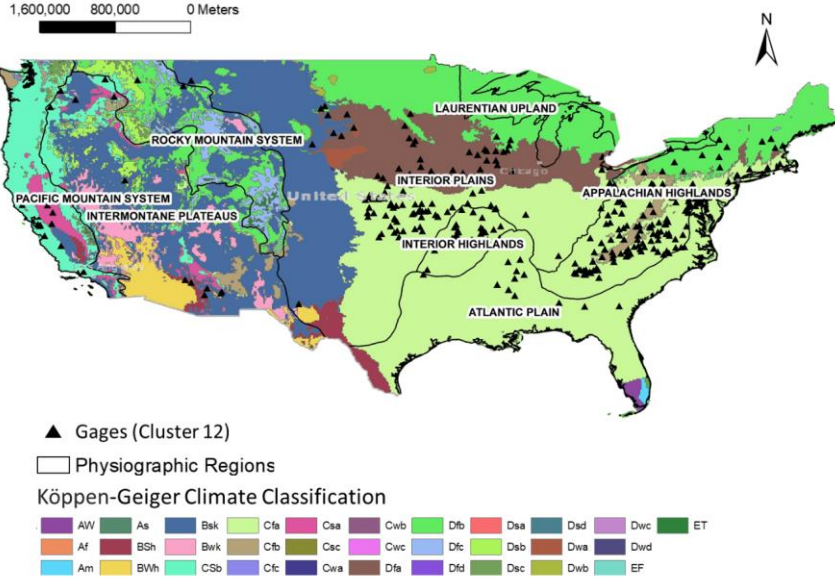 1,600,000 800,000 0 Meters
N
LAURENTIAN UPLAND
ROCKY MOUNTAIN SYSTEM
Chicago
INTERIOR PLAINS
APPALACHIAN HIGHLANDS
United States
PACIFIC MOUNTAIN SYSTEM
INTERMONTANE PLATEAUS
INTERIOR HIGHLANDS
ATLANTIC PLAIN
Gages (Cluster 12)
Physiographic Regions
Köppen-Geiger Climate Classification
AW As Bsk Cfa Csa Cwb Dfb Dsa Dsd Dwc ET
Af BSh Bwk Cfb Csc Cwc Dfc Dsb Dwa Dwd
Am BWh CSb Cfc Cwa Dfa Dfd Dsc Dwb EF